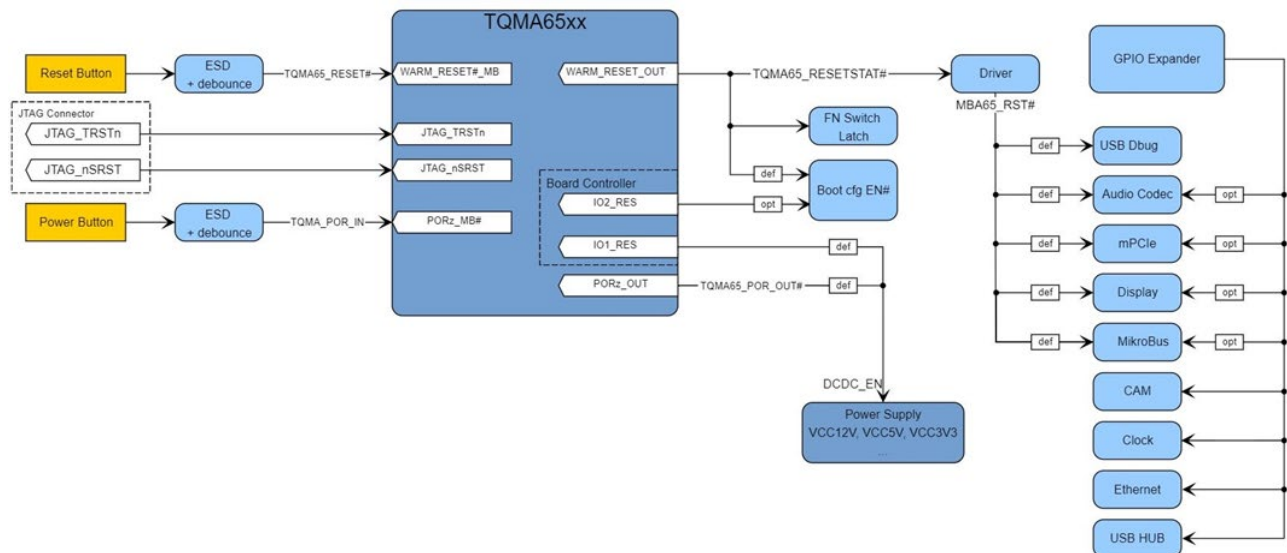 TQMA65xx
Reset Button
ESD
+ debounce
TQMA65_RESET#
WARM_RESET#_MB
WARM_RESET_OUT
TQMA65_RESETSTAT#
Driver
GPIO Expander
MBA65_RST#
JTAG Connector
JTAG_TRSTn
JTAG_TRSTn
JTAG_nSRST
JTAG_nSRST
FN Switch
Latch
def
Boot cfg EN#
opt
Board Controller
IO2_RES
IO1_RES
def
Power Button
ESD
+ debounce
TQMA_POR_IN
PORz_MB#
PORz_OUT
TQMA65_POR_OUT#
def
DCDC_EN
Power Supply
VCC12V, VCC5V, VCC3V3
...
def
USB Dbug
def
Audio Codec
opt
def
mPCIe
opt
def
Display
opt
def
MikroBus
opt
CAM
Clock
Ethernet
USB HUB